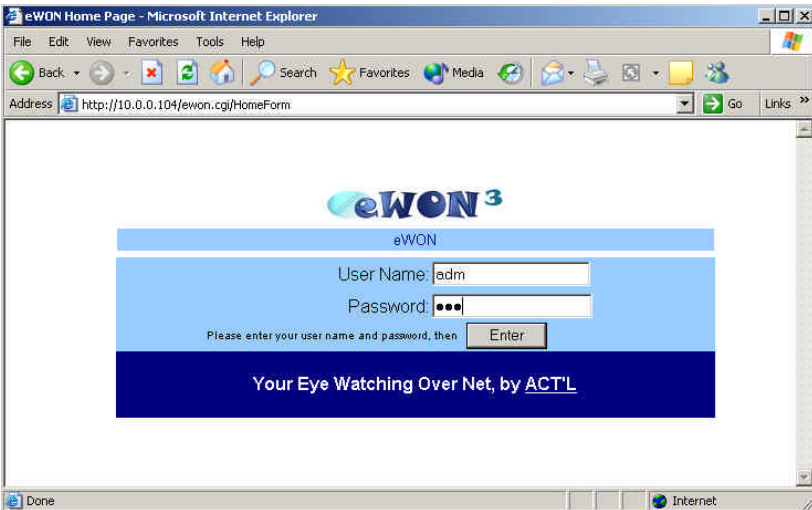 eWON Home Page - Microsoft Internet Explorer
File Edit View Favorites Tools Help
Back Search Favorites Media
Address http://10.0.0.104/ewon.cgi/HomeForm Go Links »
eWON 3
eWON
User Name: adm
Password: •••
Please enter your user name and password, then Enter
Your Eye Watching Over Net, by ACT'L
Done Internet